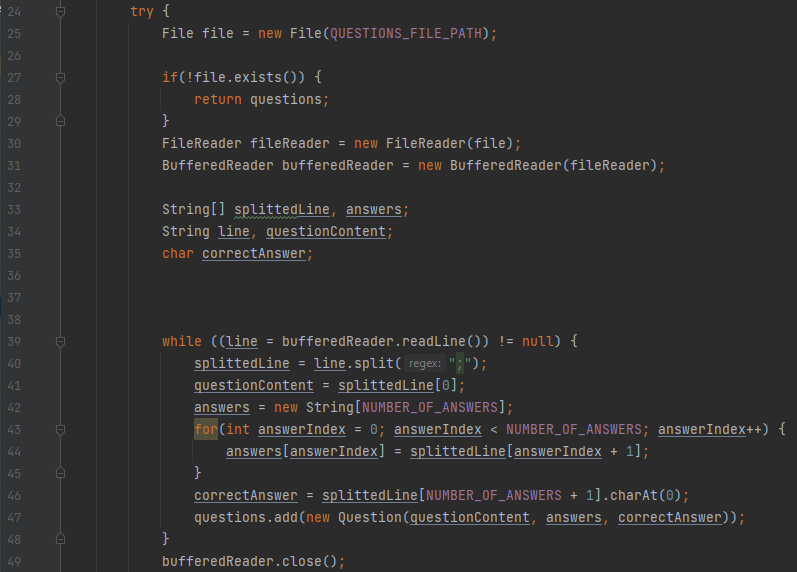 24 try {
25 File file = new File(QUESTIONS_FILE_PATH);
26
27 if(!file.exists()) {
28 return questions;
29 }
30 FileReader fileReader = new FileReader(file);
31 BufferedReader bufferedReader = new BufferedReader(fileReader);
32
33 String[] splittedLine, answers;
34 String line, questionContent;
35 char correctAnswer;
36
37
38
39 while ((line = bufferedReader.readLine()) != null) {
40 splittedLine = line.split( regex: ";");
41 questionContent = splittedLine[0];
42 answers = new String[NUMBER_OF_ANSWERS];
43 for(int answerIndex = 0; answerIndex < NUMBER_OF_ANSWERS; answerIndex++) {
44 answers[answerIndex] = splittedLine[answerIndex + 1];
45 }
46 correctAnswer = splittedLine[NUMBER_OF_ANSWERS + 1].charAt(0);
47 questions.add(new Question(questionContent, answers, correctAnswer));
48 }
49 bufferedReader.close();